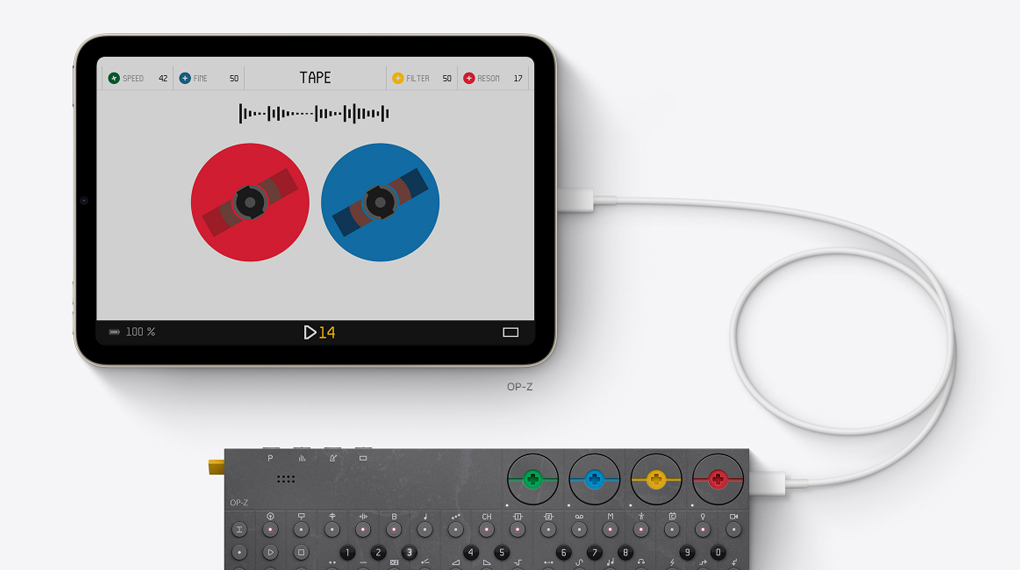 SPEED 42 FINE 50 TAPE FILTER 50 RESON 17
100 % 14
OP-Z
P
OP-Z
B CH M
1 2 3 4 5 6 7 8 9 0